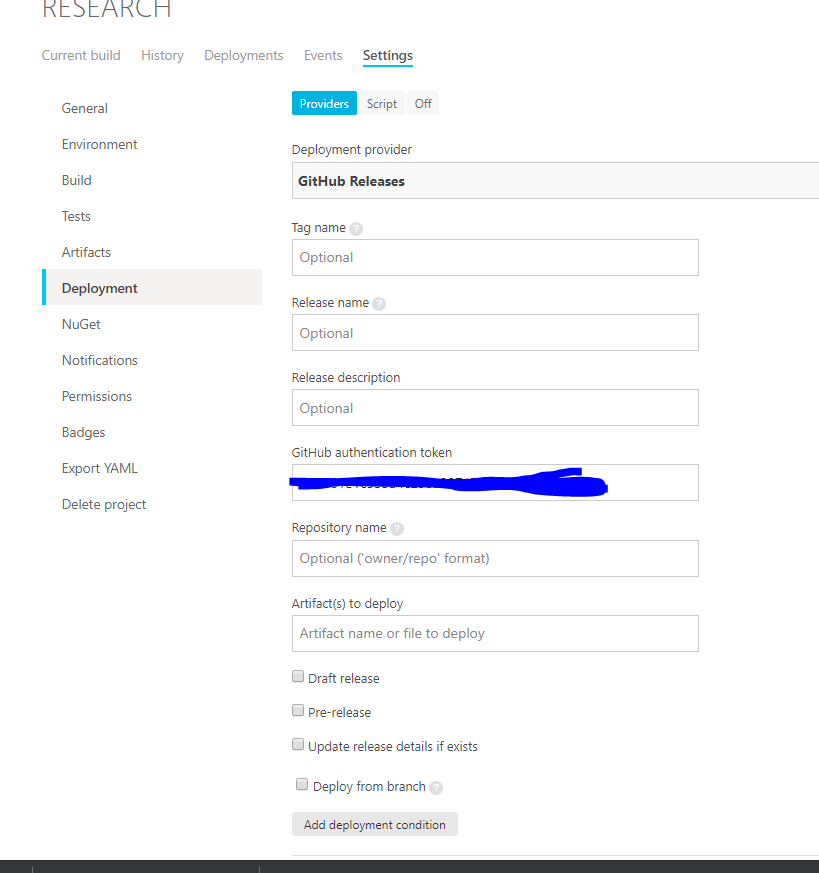 RESEARCH
Current build History Deployments Events Settings
General
Environment
Build
Tests
Artifacts
Deployment
NuGet
Notifications
Permissions
Badges
Export YAML
Delete project
Providers Script Off
Deployment provider
GitHub Releases
Tag name ?
Optional
Release name ?
Optional
Release description
Optional
GitHub authentication token
Repository name ?
Optional ('owner/repo' format)
Artifact(s) to deploy
Artifact name or file to deploy
Draft release
Pre-release
Update release details if exists
Deploy from branch ?
Add deployment condition